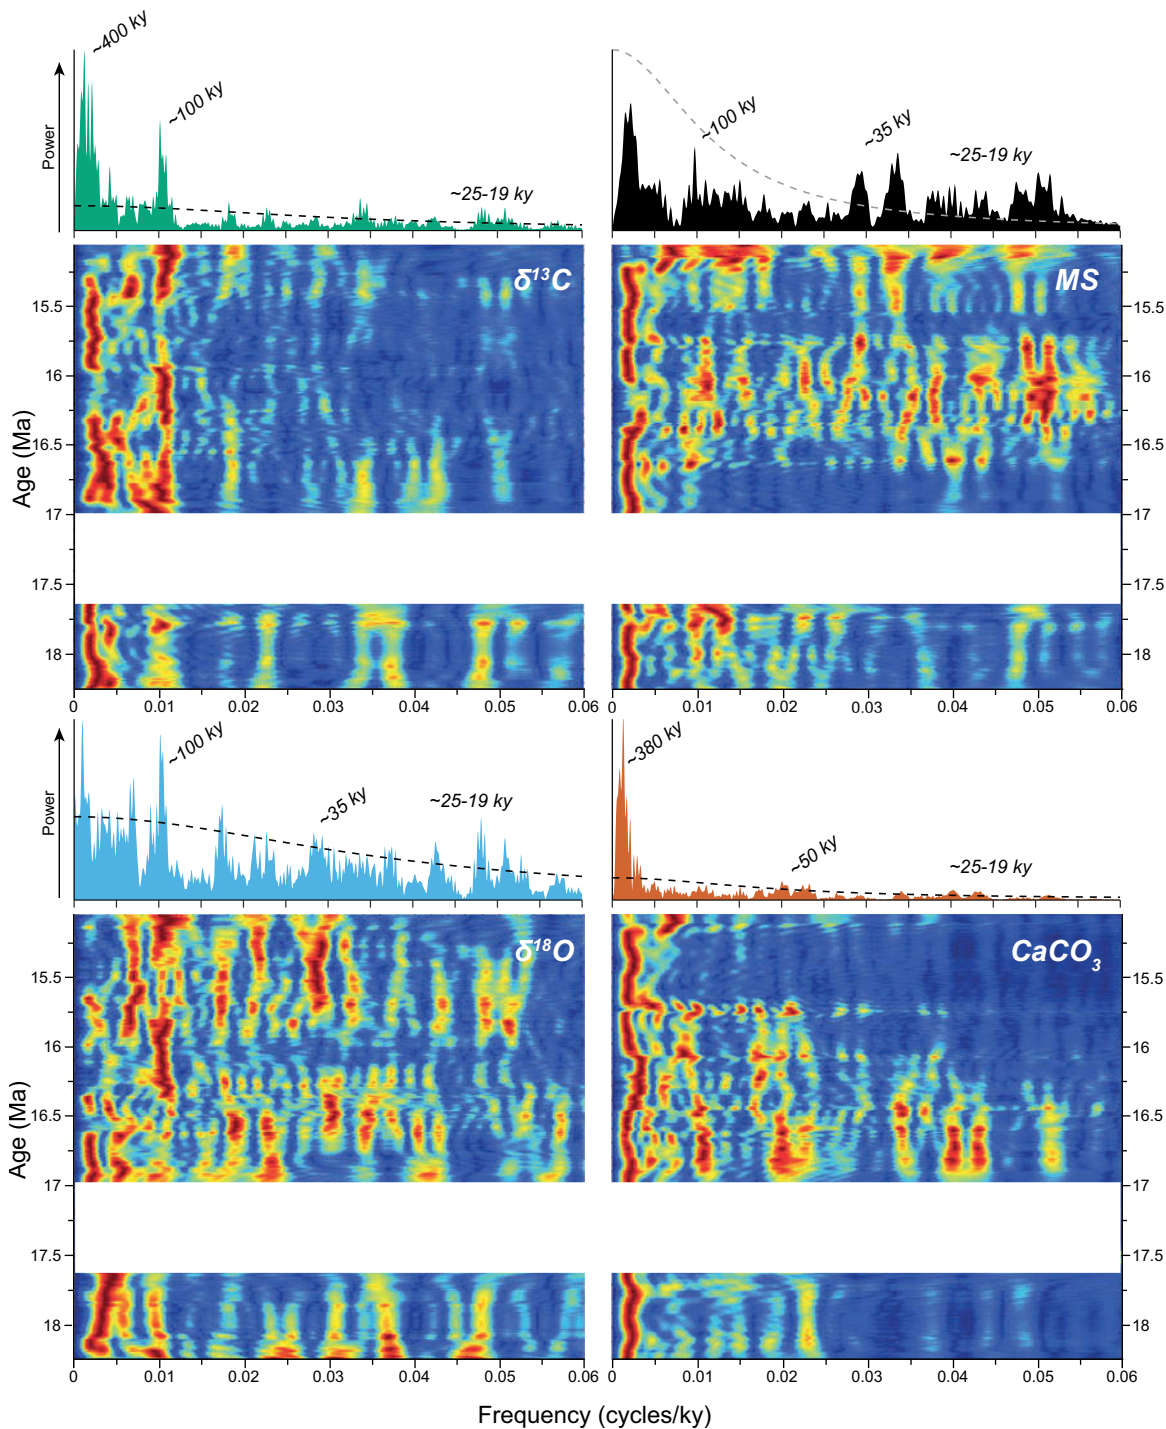 ~400 ky
~100 ky
~25-19 ky
Power
~100 ky
~35 ky
~25-19 ky
δ¹³C
MS
15.5
16
16.5
17
17.5
18
Age (Ma)
15.5
16
16.5
17
17.5
18
0 0.01 0.02 0.03 0.04 0.05 0.06
0 0.01 0.02 0.03 0.04 0.05 0.06
~100 ky
~35 ky
~25-19 ky
Power
~380 ky
~50 ky
~25-19 ky
δ¹⁸O
CaCO₃
15.5
16
16.5
17
17.5
18
Age (Ma)
15.5
16
16.5
17
17.5
18
0 0.01 0.02 0.03 0.04 0.05 0.06
0 0.01 0.02 0.03 0.04 0.05 0.06
Frequency (cycles/ky)